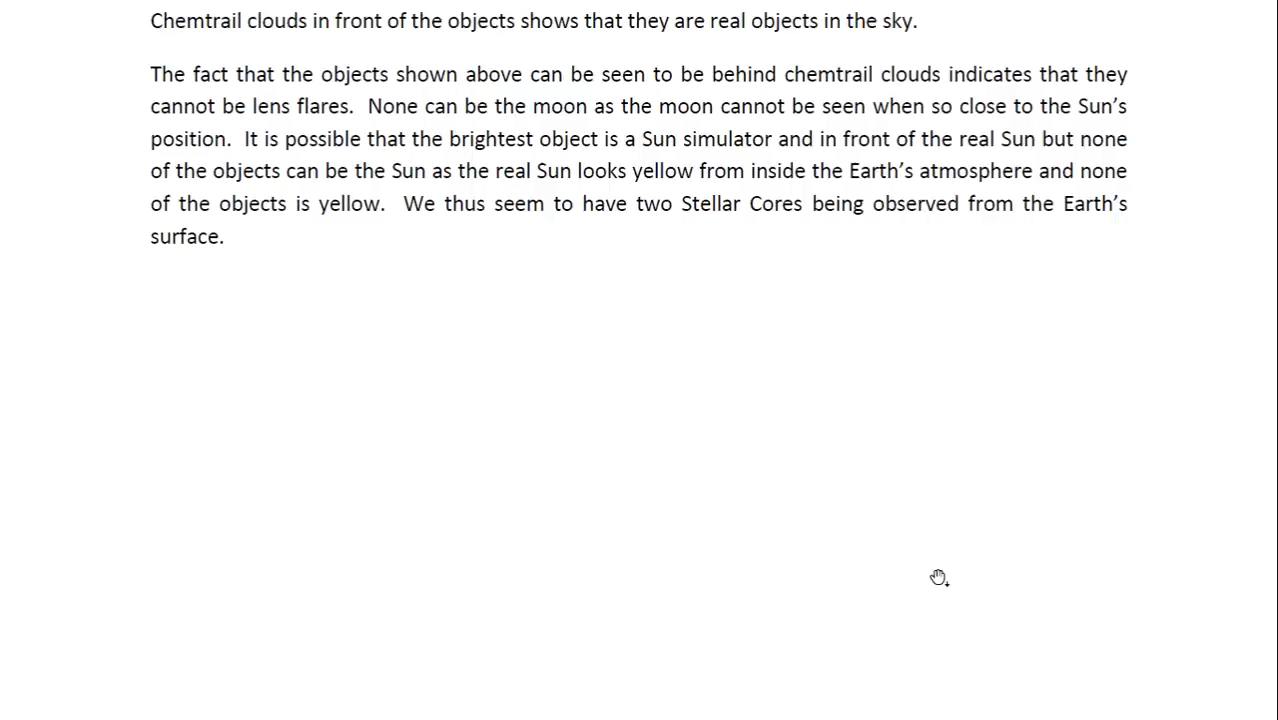 Chemtrail clouds in front of the objects shows that they are real objects in the sky.
The fact that the objects shown above can be seen to be behind chemtrail clouds indicates that they
cannot be lens flares.  None can be the moon as the moon cannot be seen when so close to the Sun’s
position.  It is possible that the brightest object is a Sun simulator and in front of the real Sun but none
of the objects can be the Sun as the real Sun looks yellow from inside the Earth’s atmosphere and none
of the objects is yellow.  We thus seem to have two Stellar Cores being observed from the Earth’s
surface.